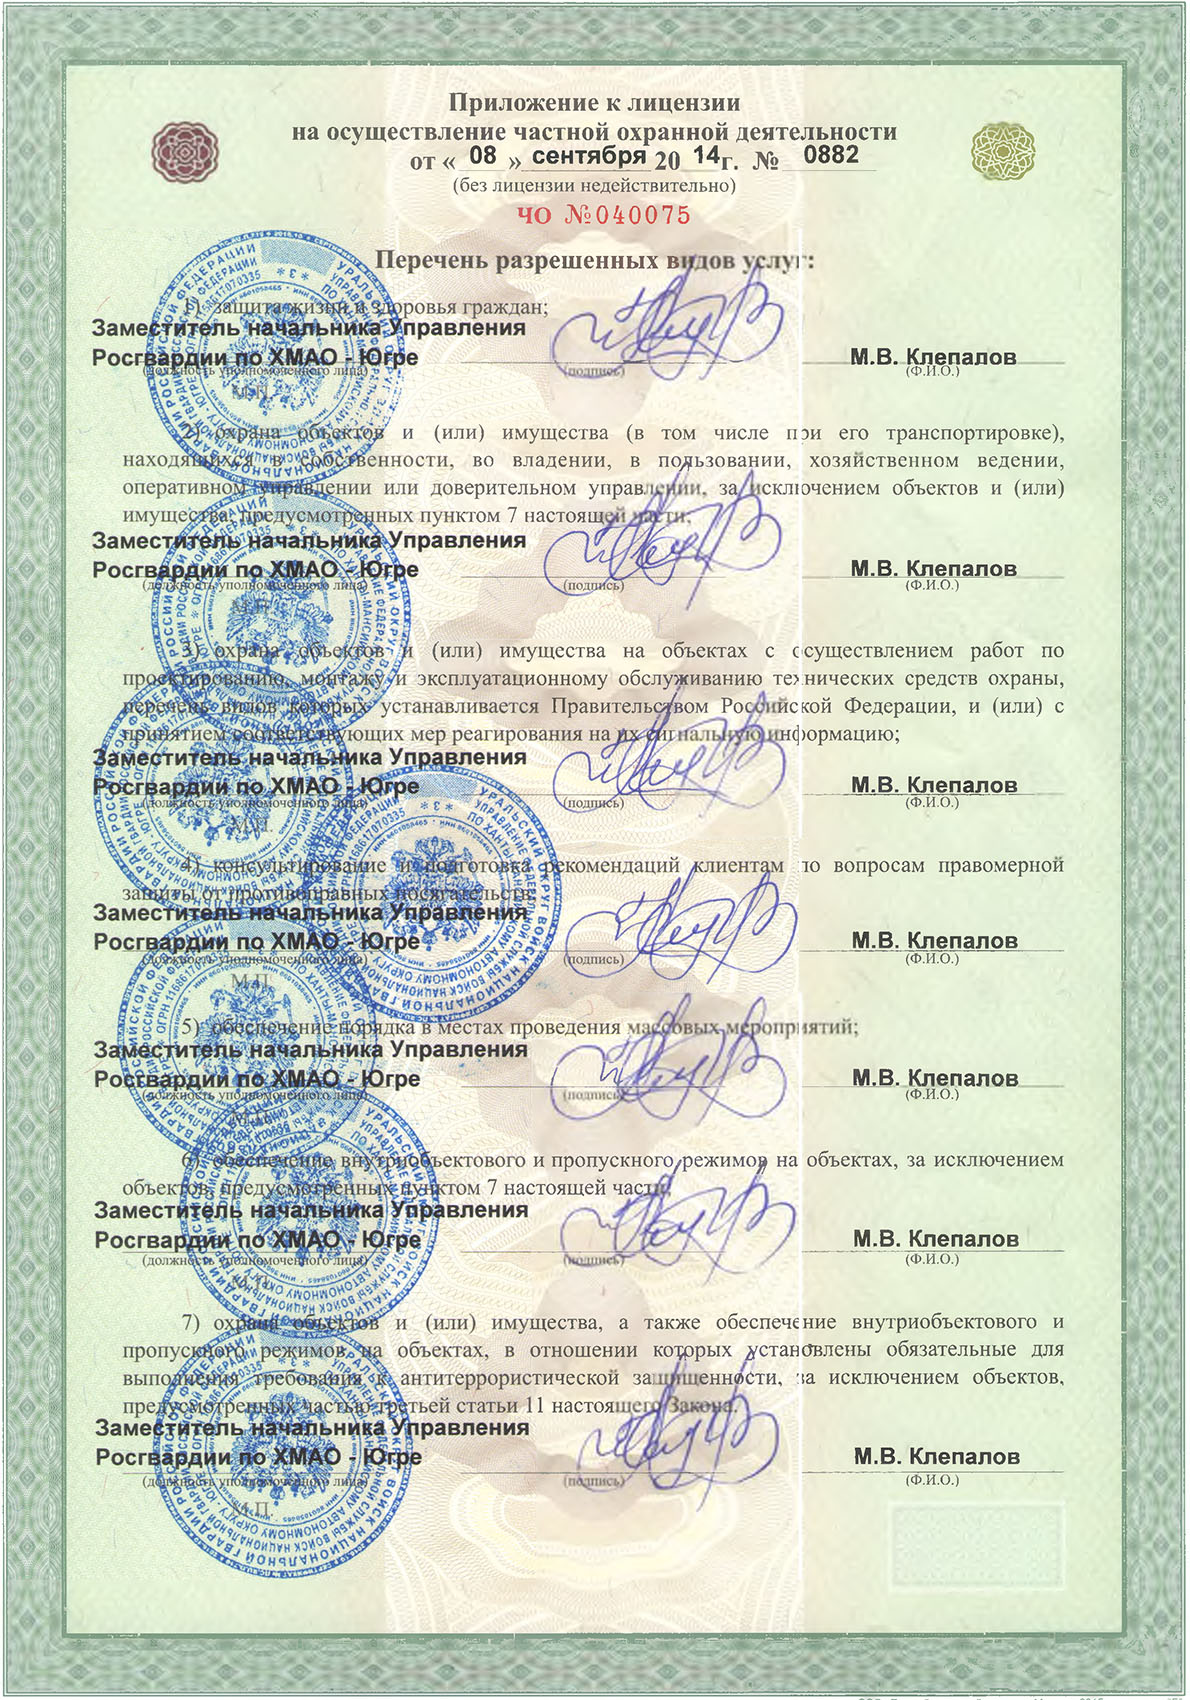 Приложение к лицензии
на осуществление частной охранной деятельности
от « 08 » сентября 20 14г. № 0882
(без лицензии недействительно)
ЧО №040075
Перечень разрешенных видов услуг:
1) защита жизни и здоровья граждан;
Заместитель начальника Управления
Росгвардии по ХМАО - Югре М.В. Клепалов
(должность уполномоченного лица) (подпись) (Ф.И.О.)
М.П.
2) охрана объектов и (или) имущества (в том числе при его транспортировке),
находящихся в собственности, во владении, в пользовании, хозяйственном ведении,
оперативном управлении или доверительном управлении, за исключением объектов и (или)
имущества, предусмотренных пунктом 7 настоящей части;
Заместитель начальника Управления
Росгвардии по ХМАО - Югре М.В. Клепалов
(должность уполномоченного лица) (подпись) (Ф.И.О.)
М.П.
3) охрана объектов и (или) имущества на объектах с осуществлением работ по
проектированию, монтажу и эксплуатационному обслуживанию технических средств охраны,
перечень видов которых устанавливается Правительством Российской Федерации, и (или) с
принятием соответствующих мер реагирования на их сигнальную информацию;
Заместитель начальника Управления
Росгвардии по ХМАО - Югре М.В. Клепалов
(должность уполномоченного лица) (подпись) (Ф.И.О.)
М.П.
4) консультирование и подготовка рекомендаций клиентам по вопросам правомерной
защиты от противоправных посягательств;
Заместитель начальника Управления
Росгвардии по ХМАО - Югре М.В. Клепалов
(должность уполномоченного лица) (подпись) (Ф.И.О.)
М.П.
5) обеспечение порядка в местах проведения массовых мероприятий;
Заместитель начальника Управления
Росгвардии по ХМАО - Югре М.В. Клепалов
(должность уполномоченного лица) (подпись) (Ф.И.О.)
М.П.
6) обеспечение внутриобъектового и пропускного режимов на объектах, за исключением
объектов, предусмотренных пунктом 7 настоящей части;
Заместитель начальника Управления
Росгвардии по ХМАО - Югре М.В. Клепалов
(должность уполномоченного лица) (подпись) (Ф.И.О.)
М.П.
7) охрана объектов и (или) имущества, а также обеспечение внутриобъектового и
пропускного режимов на объектах, в отношении которых установлены обязательные для
выполнения требования к антитеррористической защищенности, за исключением объектов,
предусмотренных частью третьей статьи 11 настоящего Закона.
Заместитель начальника Управления
Росгвардии по ХМАО - Югре М.В. Клепалов
(должность уполномоченного лица) (подпись) (Ф.И.О.)
М.П.